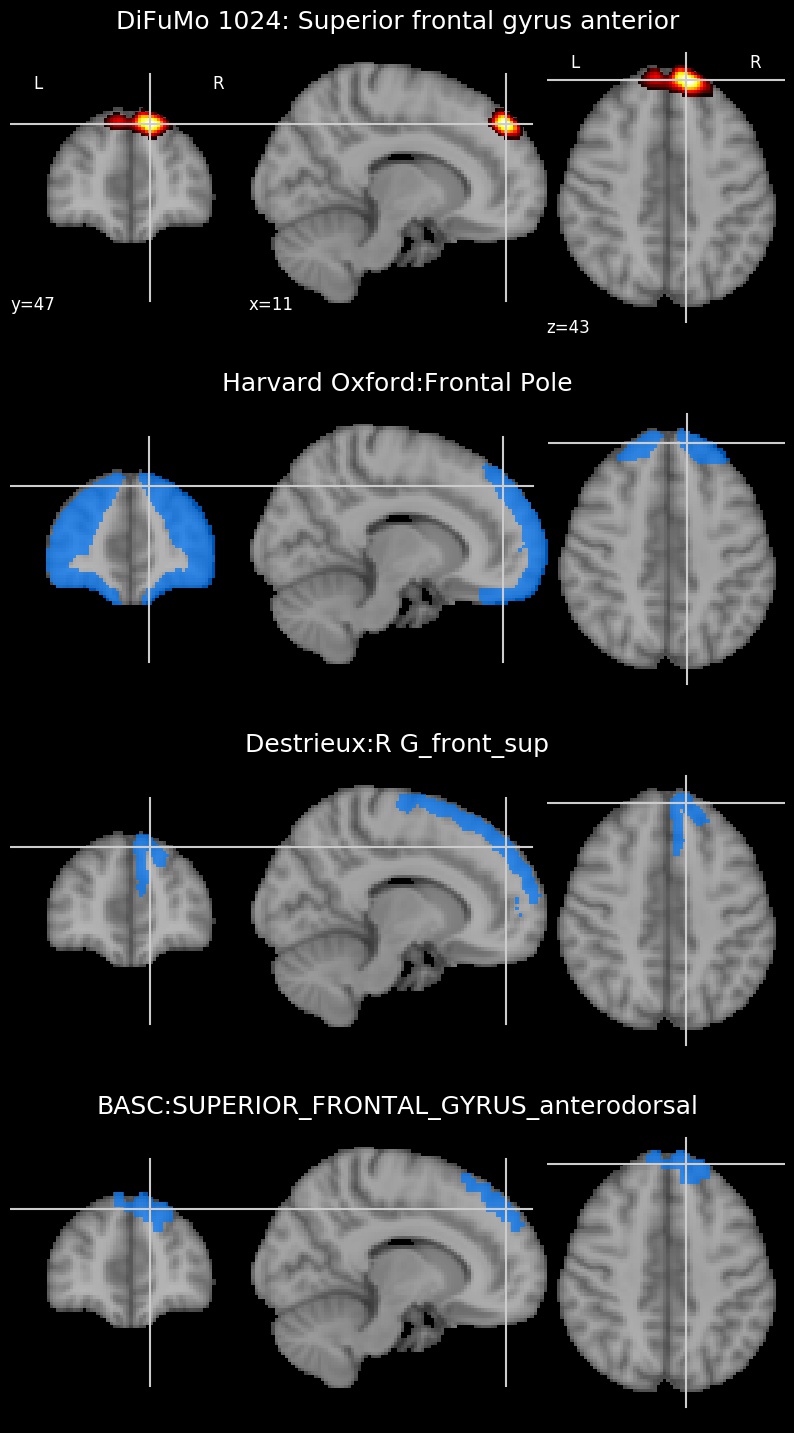 DiFuMo 1024: Superior frontal gyrus anterior
L R L R
y=47 x=11 z=43
Harvard Oxford:Frontal Pole
Destrieux:R G_front_sup
BASC:SUPERIOR_FRONTAL_GYRUS_anterodorsal